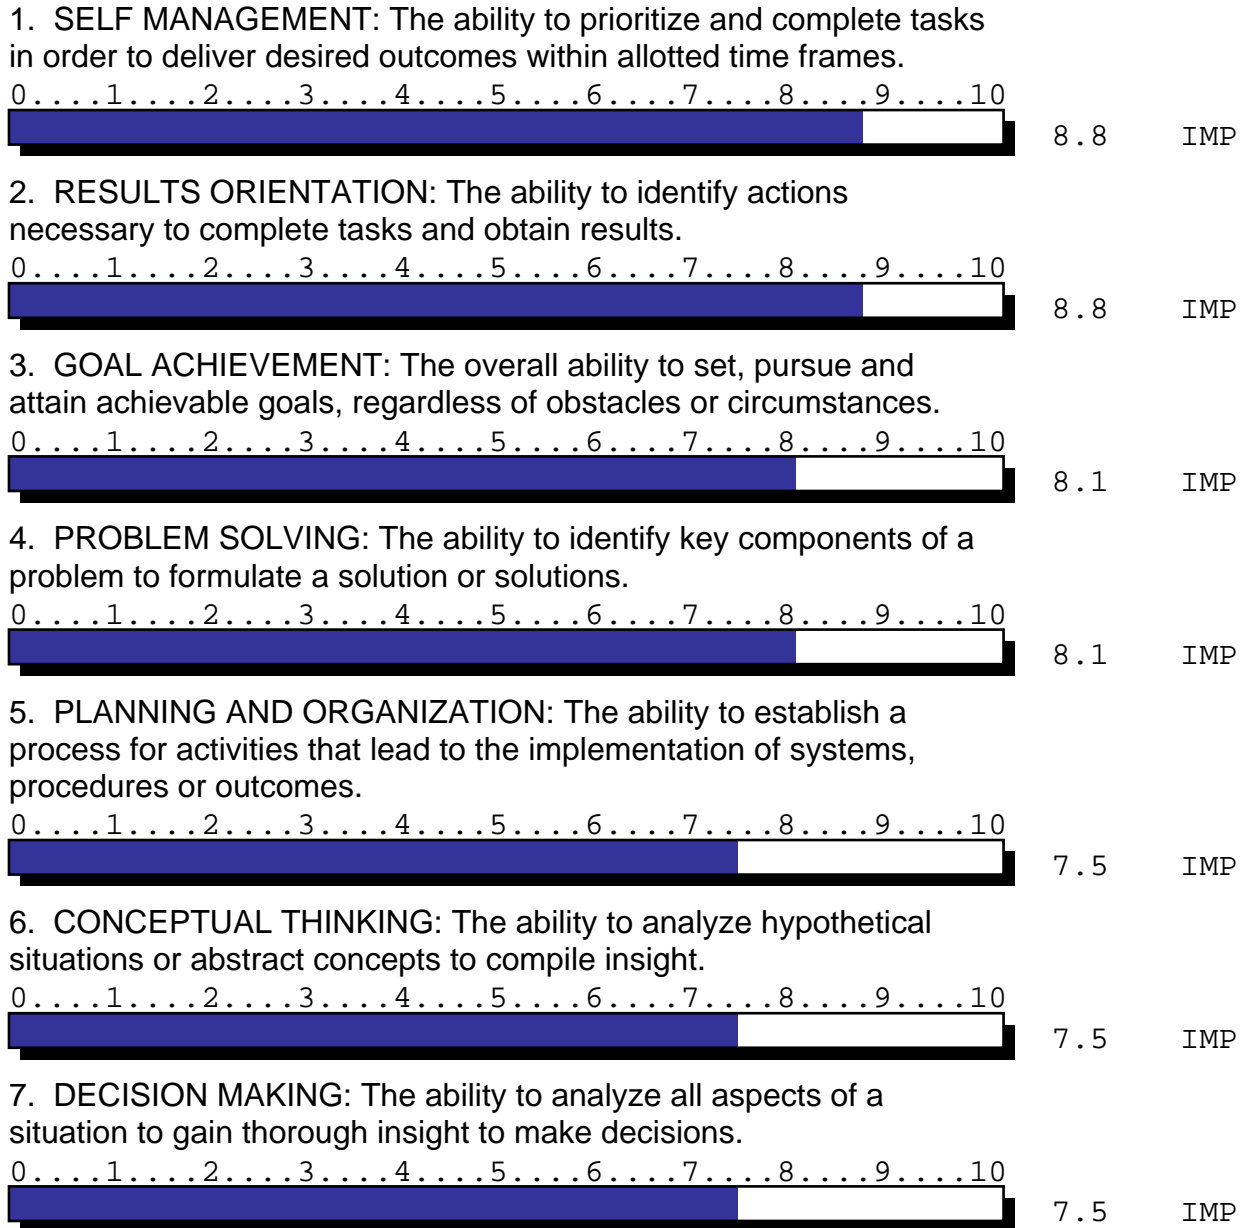 1. SELF MANAGEMENT: The ability to prioritize and complete tasks
in order to deliver desired outcomes within allotted time frames.
0....1....2....3....4....5....6....7....8....9....10
8.8 IMP
2. RESULTS ORIENTATION: The ability to identify actions
necessary to complete tasks and obtain results.
0....1....2....3....4....5....6....7....8....9....10
8.8 IMP
3. GOAL ACHIEVEMENT: The overall ability to set, pursue and
attain achievable goals, regardless of obstacles or circumstances.
0....1....2....3....4....5....6....7....8....9....10
8.1 IMP
4. PROBLEM SOLVING: The ability to identify key components of a
problem to formulate a solution or solutions.
0....1....2....3....4....5....6....7....8....9....10
8.1 IMP
5. PLANNING AND ORGANIZATION: The ability to establish a
process for activities that lead to the implementation of systems,
procedures or outcomes.
0....1....2....3....4....5....6....7....8....9....10
7.5 IMP
6. CONCEPTUAL THINKING: The ability to analyze hypothetical
situations or abstract concepts to compile insight.
0....1....2....3....4....5....6....7....8....9....10
7.5 IMP
7. DECISION MAKING: The ability to analyze all aspects of a
situation to gain thorough insight to make decisions.
0....1....2....3....4....5....6....7....8....9....10
7.5 IMP